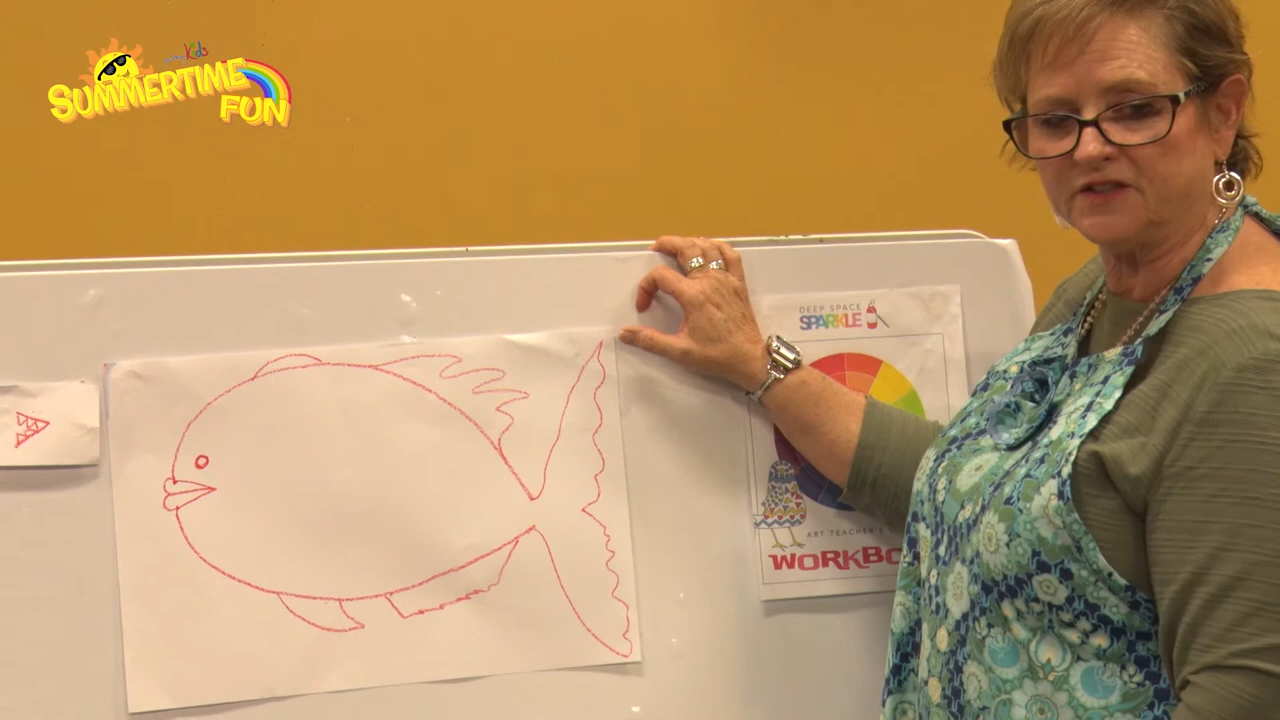 Kids
SUMMERTIME
FUN
DEEP SPACE
SPARKLE
ART TEACHER'S
WORKBO